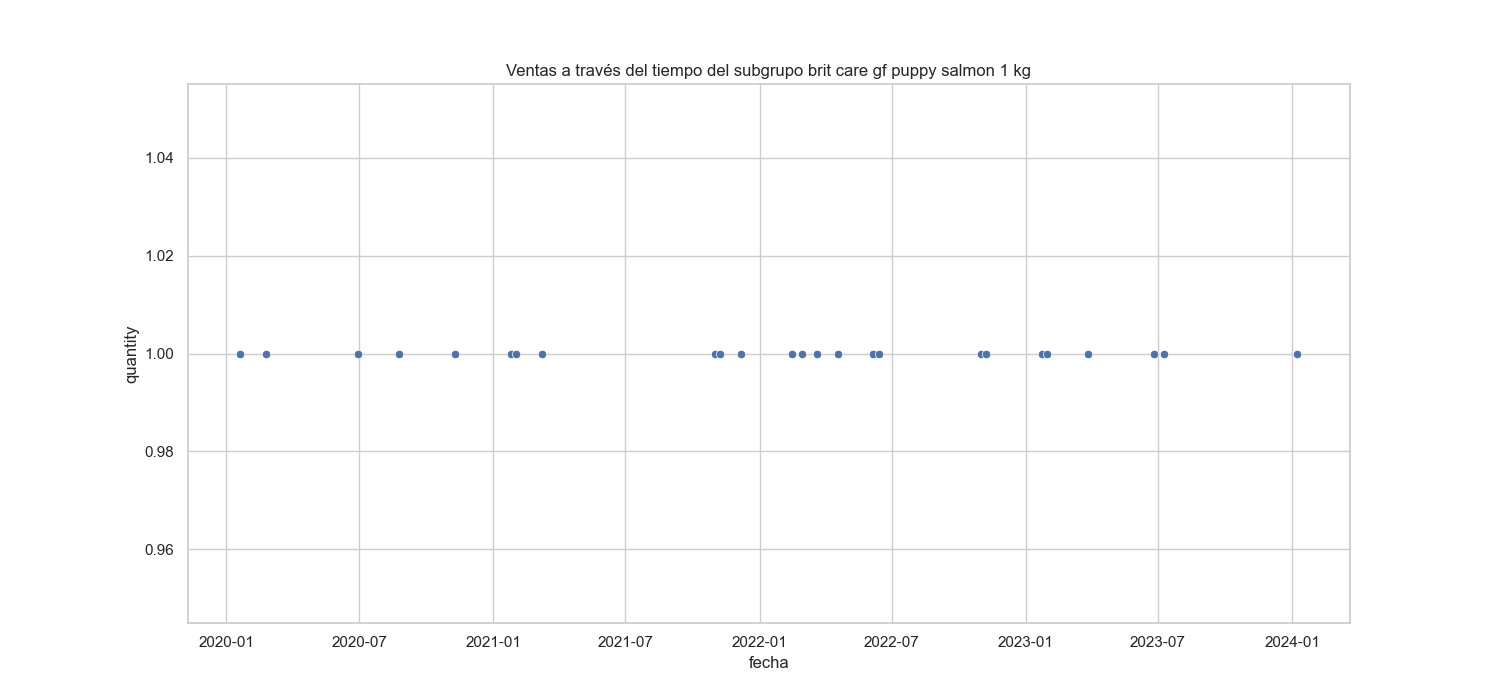 Ventas a través del tiempo del subgrupo brit care gf puppy salmon 1 kg
quantity
1.04
1.02
1.00
0.98
0.96
2020-01 2020-07 2021-01 2021-07 2022-01 2022-07 2023-01 2023-07 2024-01
fecha